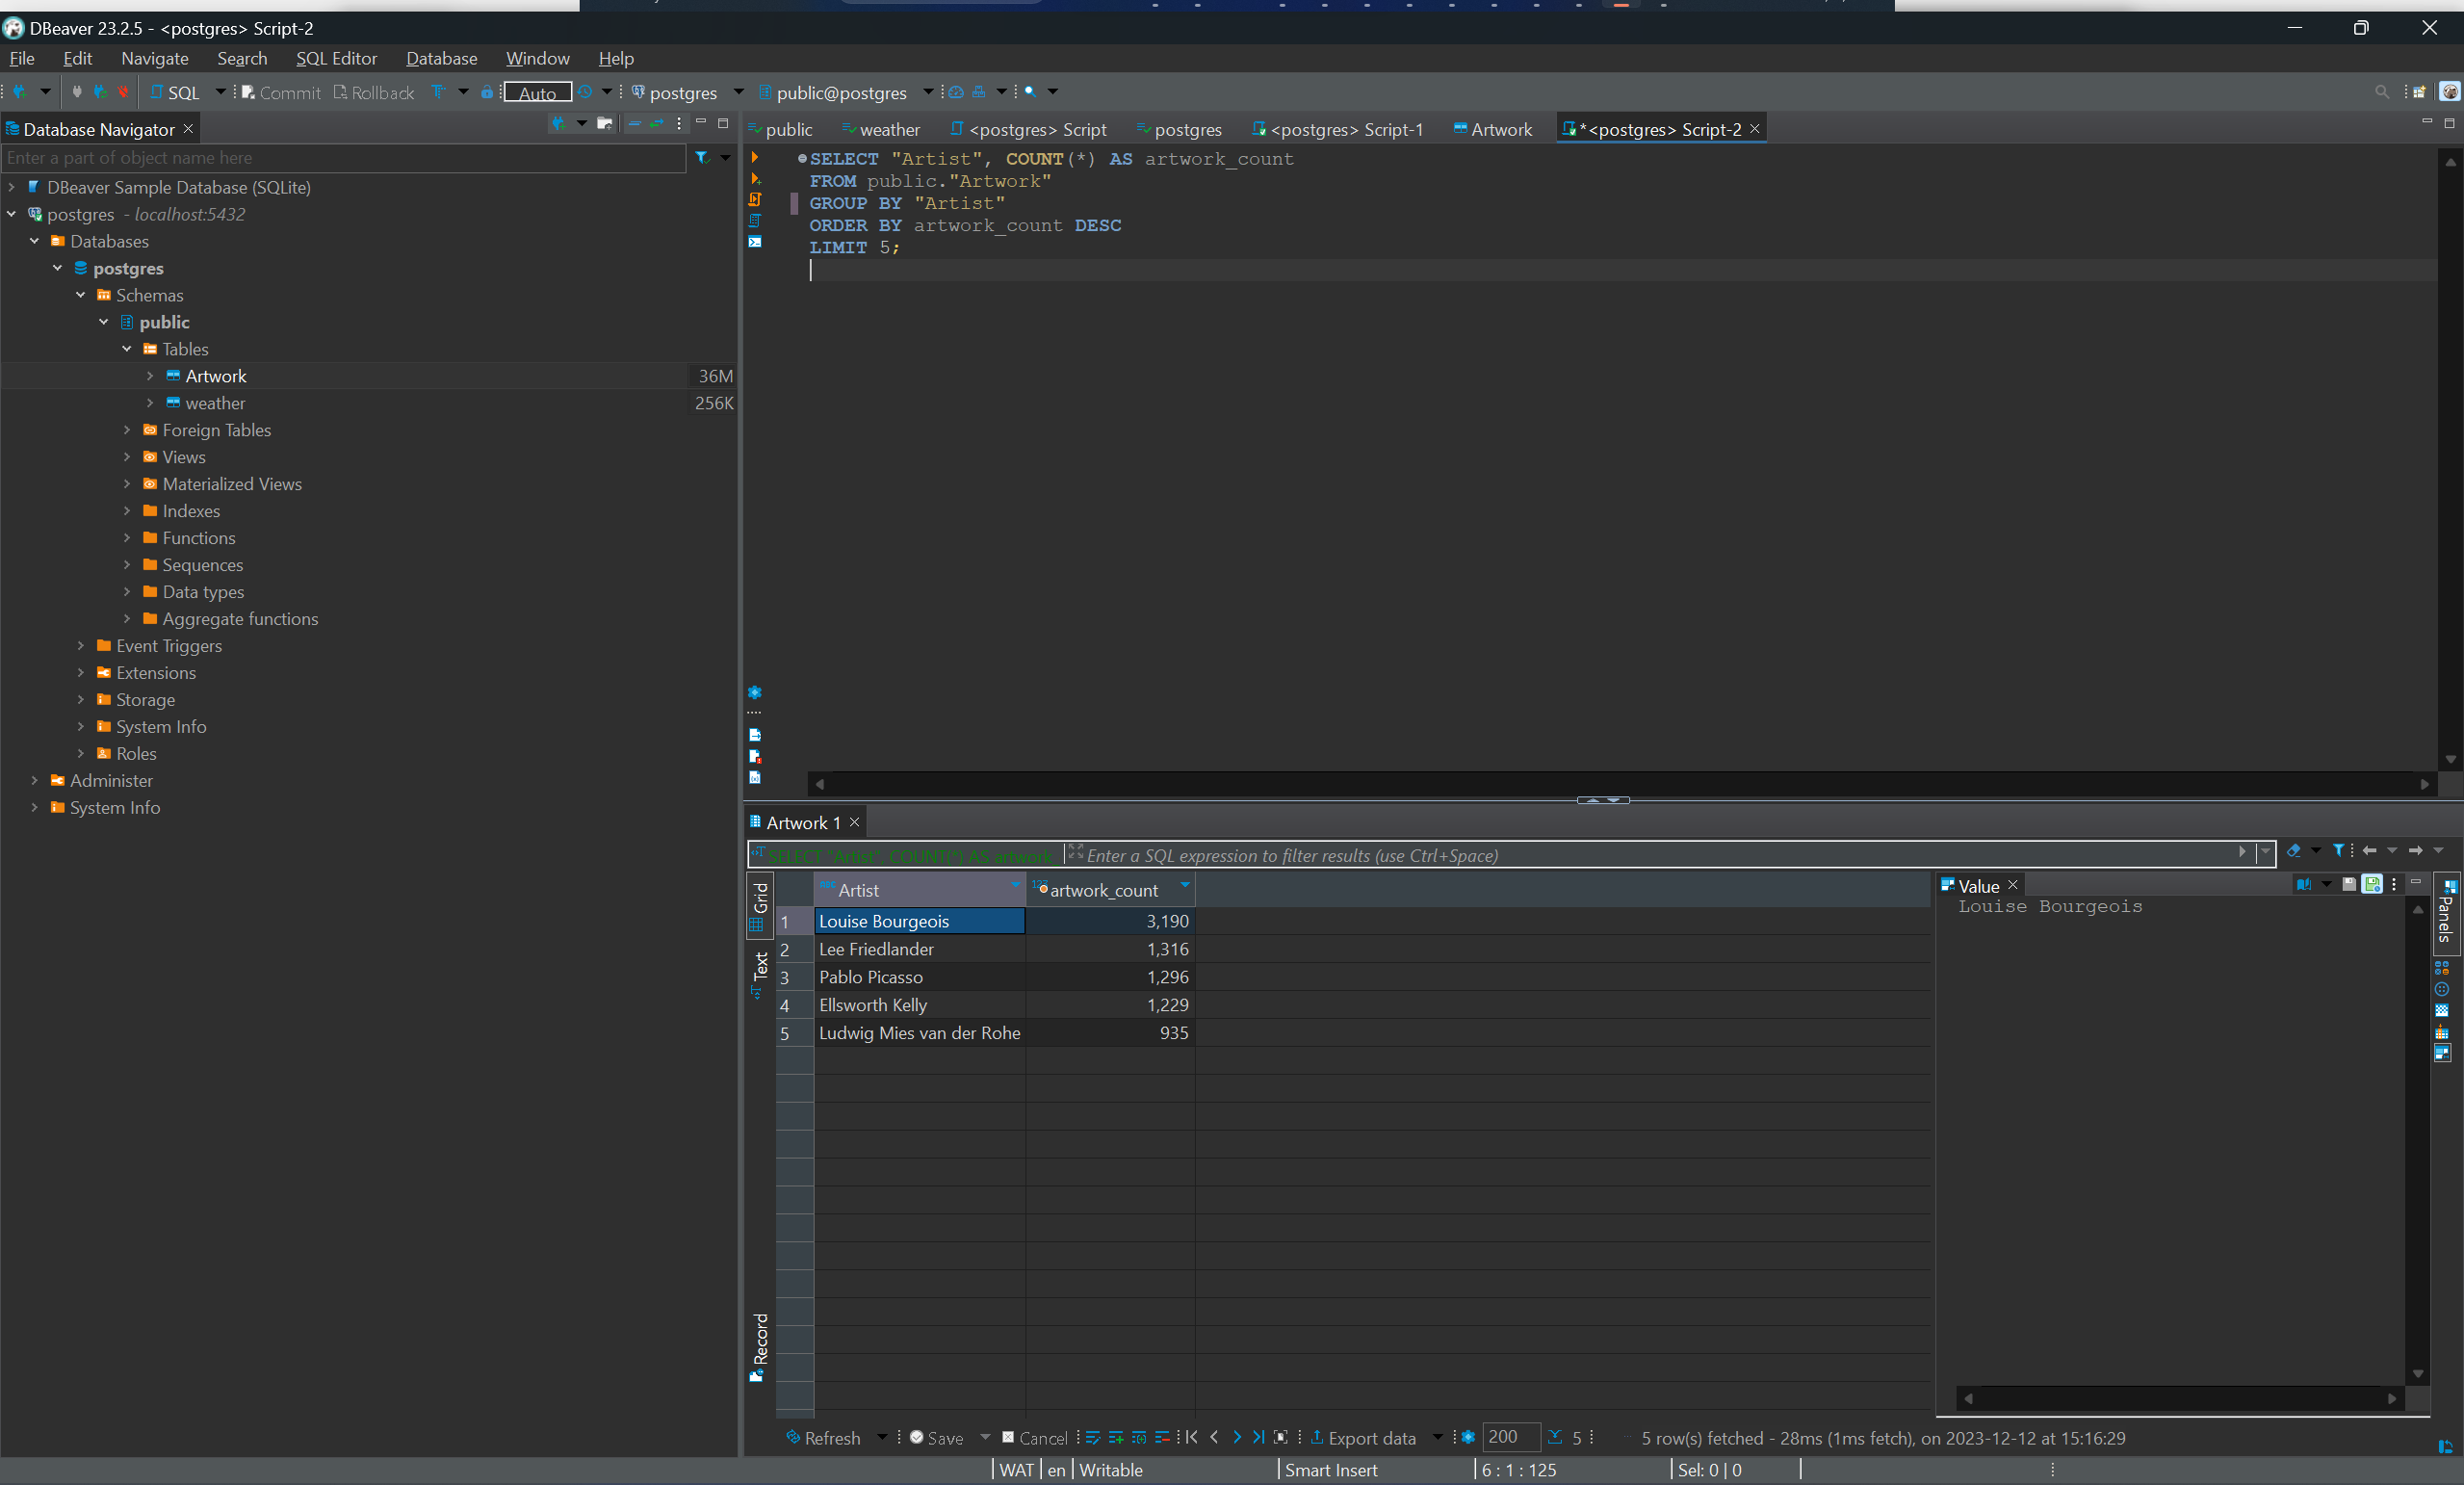 DBeaver 23.2.5 - <postgres> Script-2
File Edit Navigate Search SQL Editor Database Window Help
SQL Commit Rollback Auto postgres public@postgres
Database Navigator
Enter a part of object name here
DBeaver Sample Database (SQLite)
postgres - localhost:5432
Databases
postgres
Schemas
public
Tables
Artwork 36M
weather 256K
Foreign Tables
Views
Materialized Views
Indexes
Functions
Sequences
Data types
Aggregate functions
Event Triggers
Extensions
Storage
System Info
Roles
Administer
System Info
public weather <postgres> Script postgres <postgres> Script-1 Artwork *<postgres> Script-2
SELECT "Artist", COUNT(*) AS artwork_count
FROM public."Artwork"
GROUP BY "Artist"
ORDER BY artwork_count DESC
LIMIT 5;
Artwork 1
SELECT "Artist", COUNT(*) AS artwork Enter a SQL expression to filter results (use Ctrl+Space)
Grid
Text
Record
Artist 123 artwork_count
1 Louise Bourgeois 3,190
2 Lee Friedlander 1,316
3 Pablo Picasso 1,296
4 Ellsworth Kelly 1,229
5 Ludwig Mies van der Rohe 935
Value
Louise Bourgeois
Panels
Refresh Save Cancel Export data 200 5 5 row(s) fetched - 28ms (1ms fetch), on 2023-12-12 at 15:16:29
WAT en Writable Smart Insert 6 : 1 : 125 Sel: 0 | 0